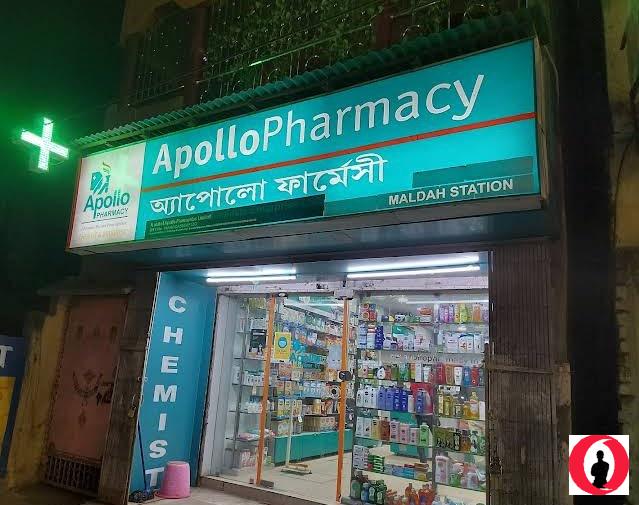 ApolloPharmacy
অ্যাপোলো ফার্মেসী
Apollo
PHARMACY
MALDAH STATION
CHEMIST